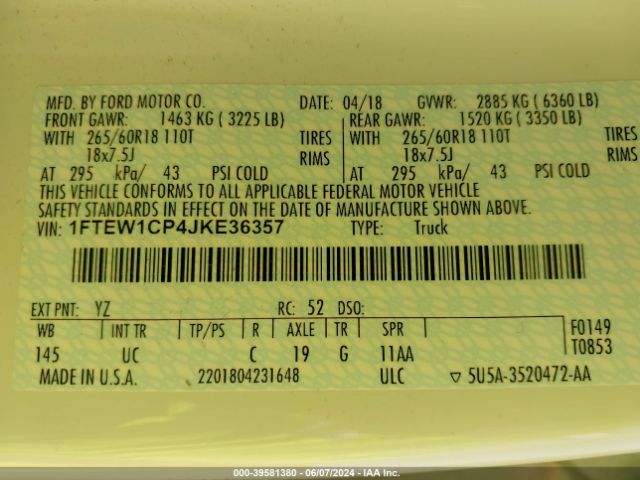 MFD. BY FORD MOTOR CO. DATE: 04/18 GVWR: 2885 KG ( 6360 LB)
FRONT GAWR: 1463 KG ( 3225 LB) REAR GAWR: 1520 KG ( 3350 LB)
WITH 265/60R18 110T TIRES WITH 265/60R18 110T TIRES
18x7.5J RIMS 18x7.5J RIMS
AT 295 kPa/ 43 PSI COLD AT 295 kPa/ 43 PSI COLD
THIS VEHICLE CONFORMS TO ALL APPLICABLE FEDERAL MOTOR VEHICLE
SAFETY STANDARDS IN EFFECT ON THE DATE OF MANUFACTURE SHOWN ABOVE.
VIN: 1FTEW1CP4JKE36357 TYPE: Truck
EXT PNT: YZ RC: 52 DSO:
WB INT TR TP/PS R AXLE TR SPR F0149
145 UC C 19 G 11AA T0853
MADE IN U.S.A. 2201804231648 ULC ▽ 5U5A-3520472-AA
000-39581380 - 06/07/2024 - IAA Inc.